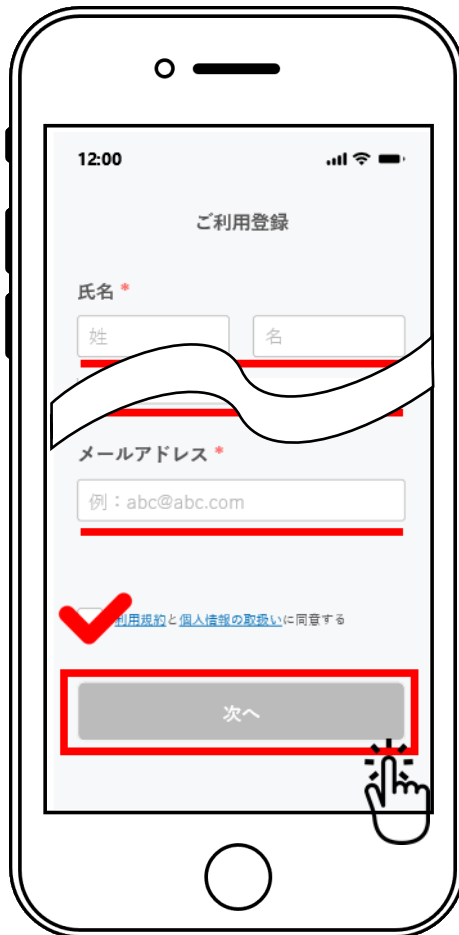 12:00
ご利用登録
氏名 *
姓 名
メールアドレス *
例：abc@abc.com
利用規約と個人情報の取扱いに同意する
次へ